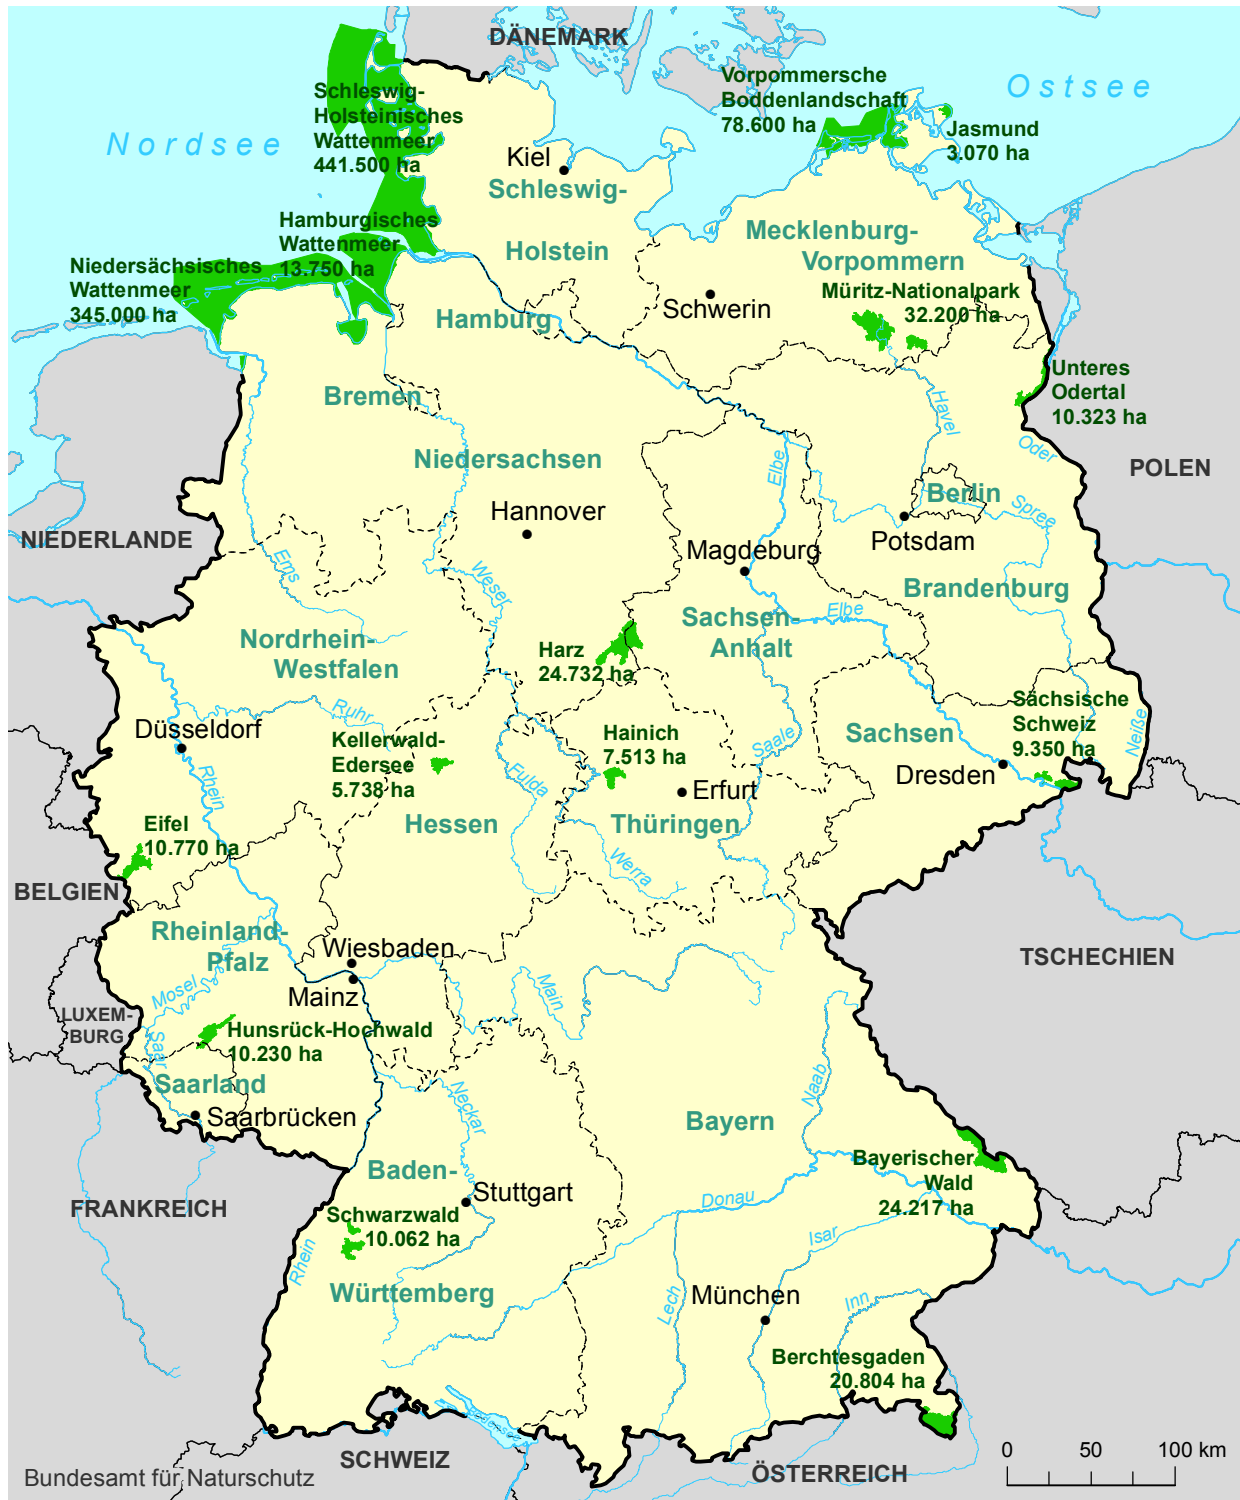 DÄNEMARK
Nordsee
Ostsee
Schleswig-
Holsteinisches
Wattenmeer
441.500 ha
Vorpommersche
Boddenlandschaft
78.600 ha
Jasmund
3.070 ha
Kiel
Schleswig-
Holstein
Hamburgisches
Wattenmeer
13.750 ha
Niedersächsisches
Wattenmeer
345.000 ha
Mecklenburg-
Vorpommern
Müritz-Nationalpark
32.200 ha
Schwerin
Hamburg
Unteres
Odertal
10.323 ha
Bremen
Havel
Oder
Niedersachsen
Elbe
POLEN
Berlin
Spree
Hannover
Potsdam
NIEDERLANDE
Magdeburg
Ems
Weser
Brandenburg
Elbe
Sachsen-
Anhalt
Nordrhein-
Westfalen
Harz
24.732 ha
Ruhr
Düsseldorf
Rhein
Kellerwald-
Edersee
5.738 ha
Hainich
7.513 ha
Saale
Sachsen
Sächsische
Schweiz
9.350 ha
Neiße
Dresden
Fulda
Erfurt
Hessen
Thüringen
Eifel
10.770 ha
Werra
BELGIEN
Rheinland-
Pfalz
Wiesbaden
Mainz
Main
TSCHECHIEN
Mosel
LUXEM-
BURG
Saar
Hunsrück-Hochwald
10.230 ha
Saarland
Saarbrücken
Neckar
Naab
Bayern
Baden-
Württemberg
Stuttgart
Bayerischer
Wald
24.217 ha
FRANKREICH
Donau
Schwarzwald
10.062 ha
Rhein
Isar
Lech
München
Inn
Berchtesgaden
20.804 ha
Bodensee
SCHWEIZ
ÖSTERREICH
0 50 100 km
Bundesamt für Naturschutz